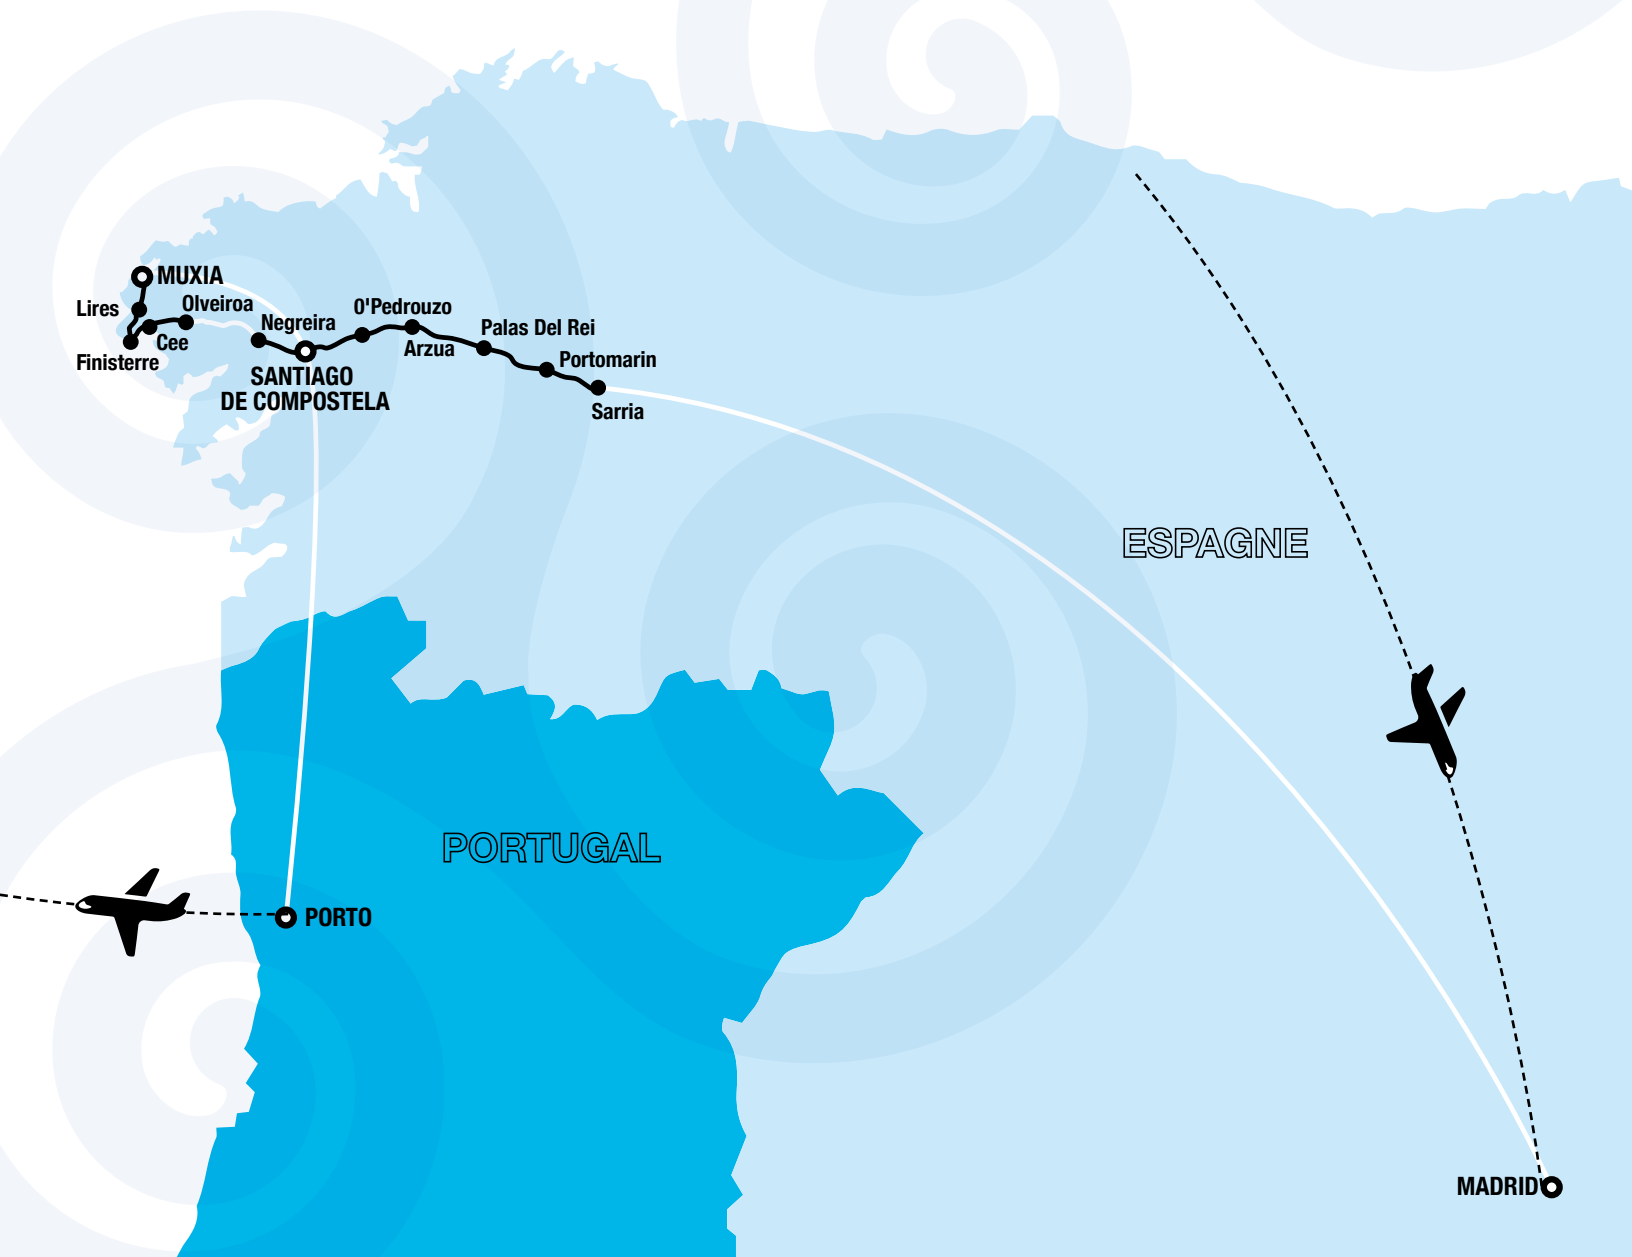 MUXIA
Lires
Olveiroa
O'Pedrouzo
Negreira
Palas Del Rei
Cee
Arzua
Finisterre
Portomarin
SANTIAGO
DE COMPOSTELA
Sarria
ESPAGNE
PORTUGAL
PORTO
MADRID